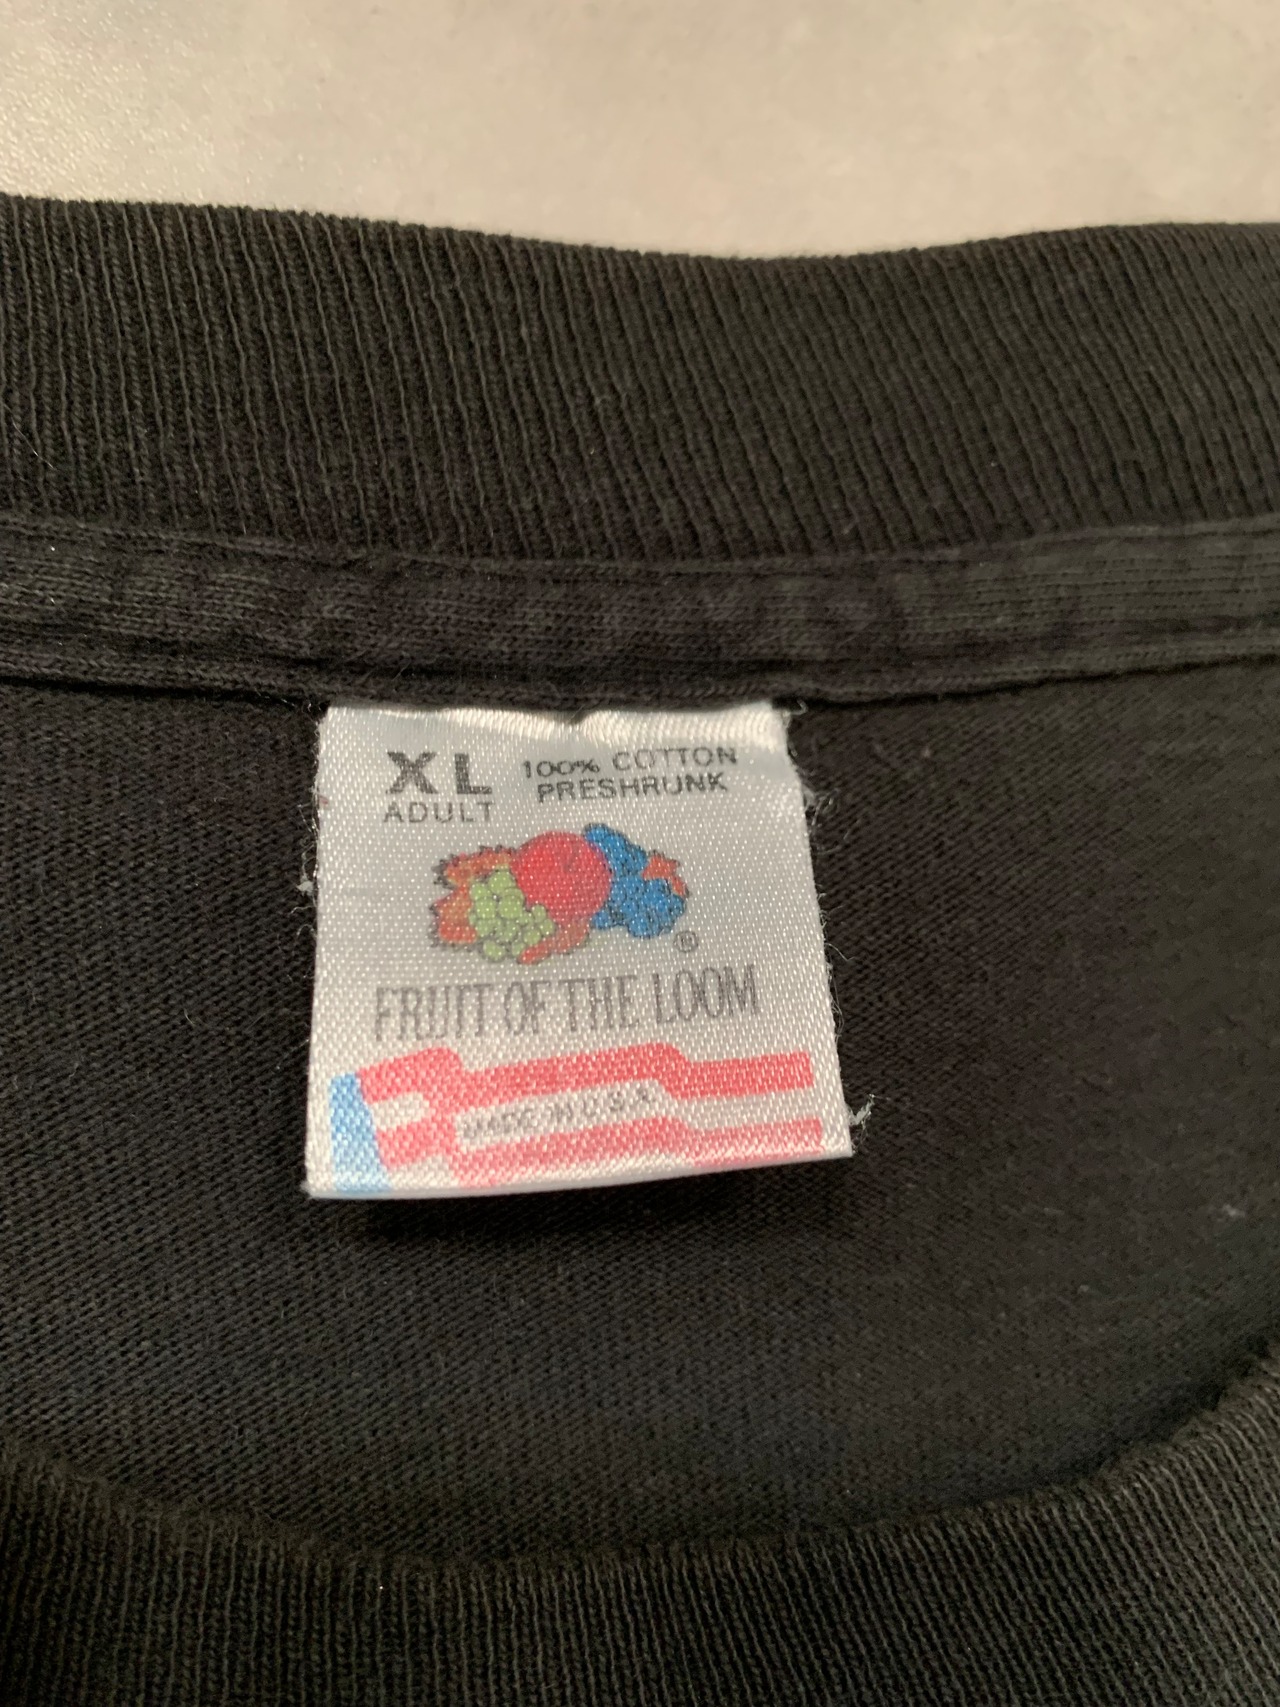 XL
ADULT
100% COTTON
PRESHRUNK
®
FRUIT OF THE LOOM
MADE IN U.S.A.